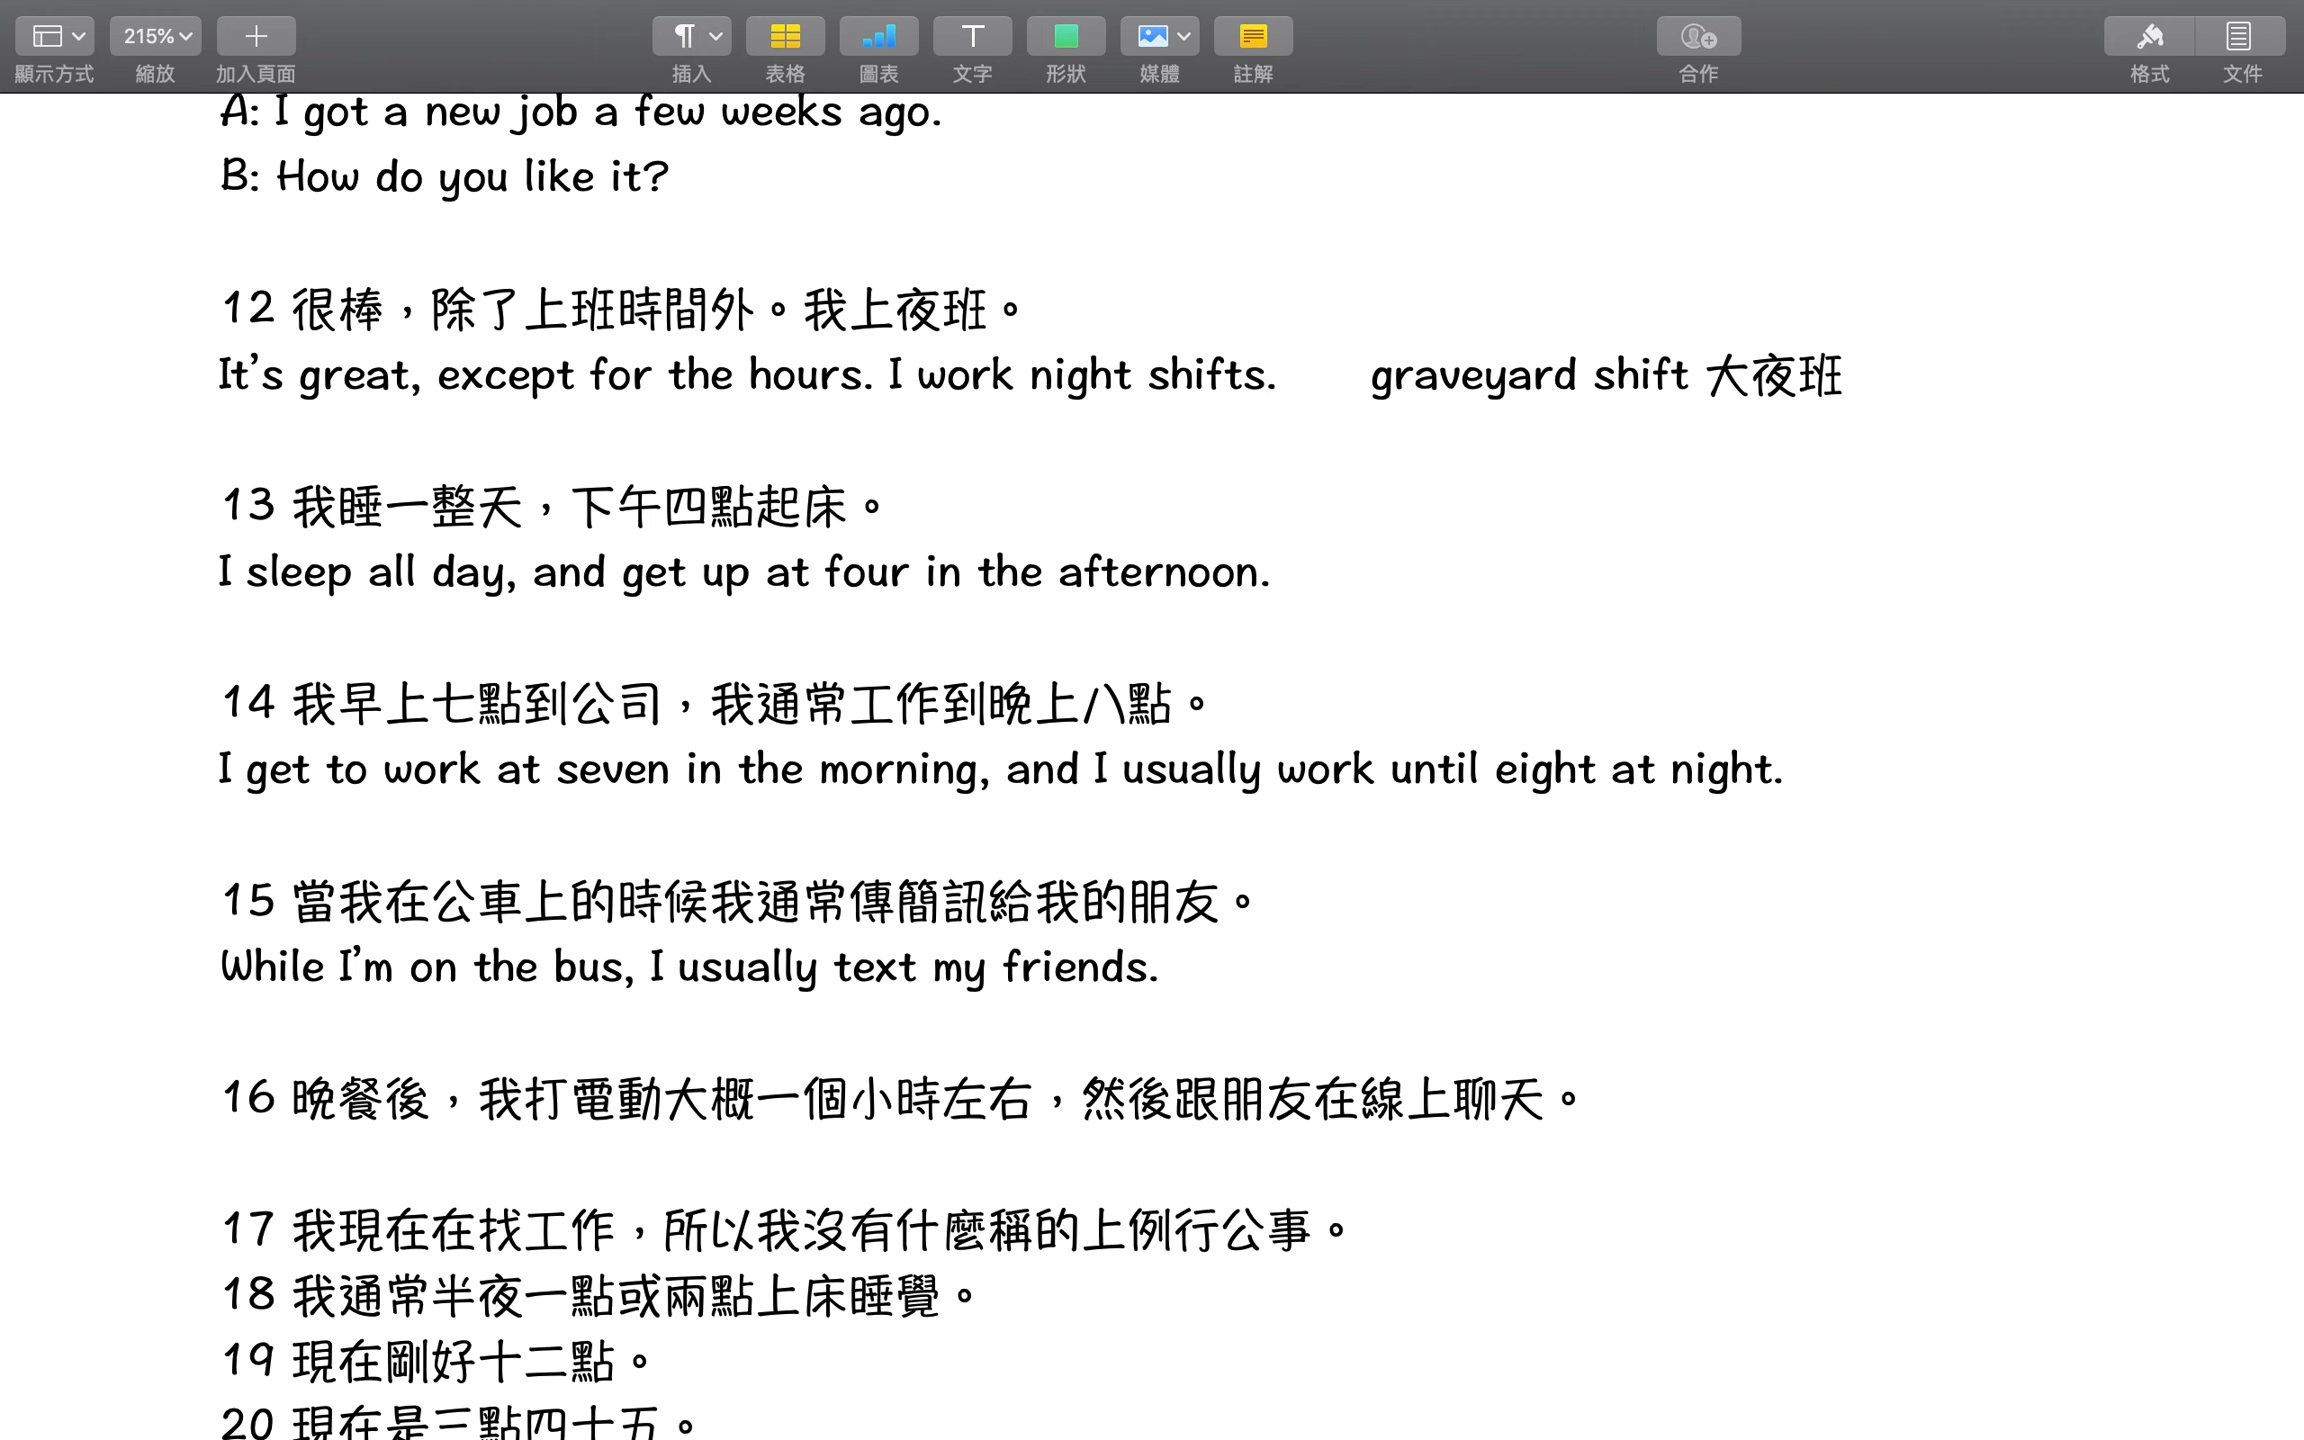 215%
顯示方式
縮放
加入頁面
插入
表格
圖表
文字
形狀
媒體
註解
合作
格式
文件
A: I got a new job a few weeks ago.
B: How do you like it?
12 很棒，除了上班時間外。我上夜班。
It's great, except for the hours. I work night shifts. graveyard shift 大夜班
13 我睡一整天，下午四點起床。
I sleep all day, and get up at four in the afternoon.
14 我早上七點到公司，我通常工作到晚上八點。
I get to work at seven in the morning, and I usually work until eight at night.
15 當我在公車上的時候我通常傳簡訊給我的朋友。
While I'm on the bus, I usually text my friends.
16 晚餐後，我打電動大概一個小時左右，然後跟朋友在線上聊天。
17 我現在在找工作，所以我沒有什麼稱的上例行公事。
18 我通常半夜一點或兩點上床睡覺。
19 現在剛好十二點。
20 現在是三點四十五。